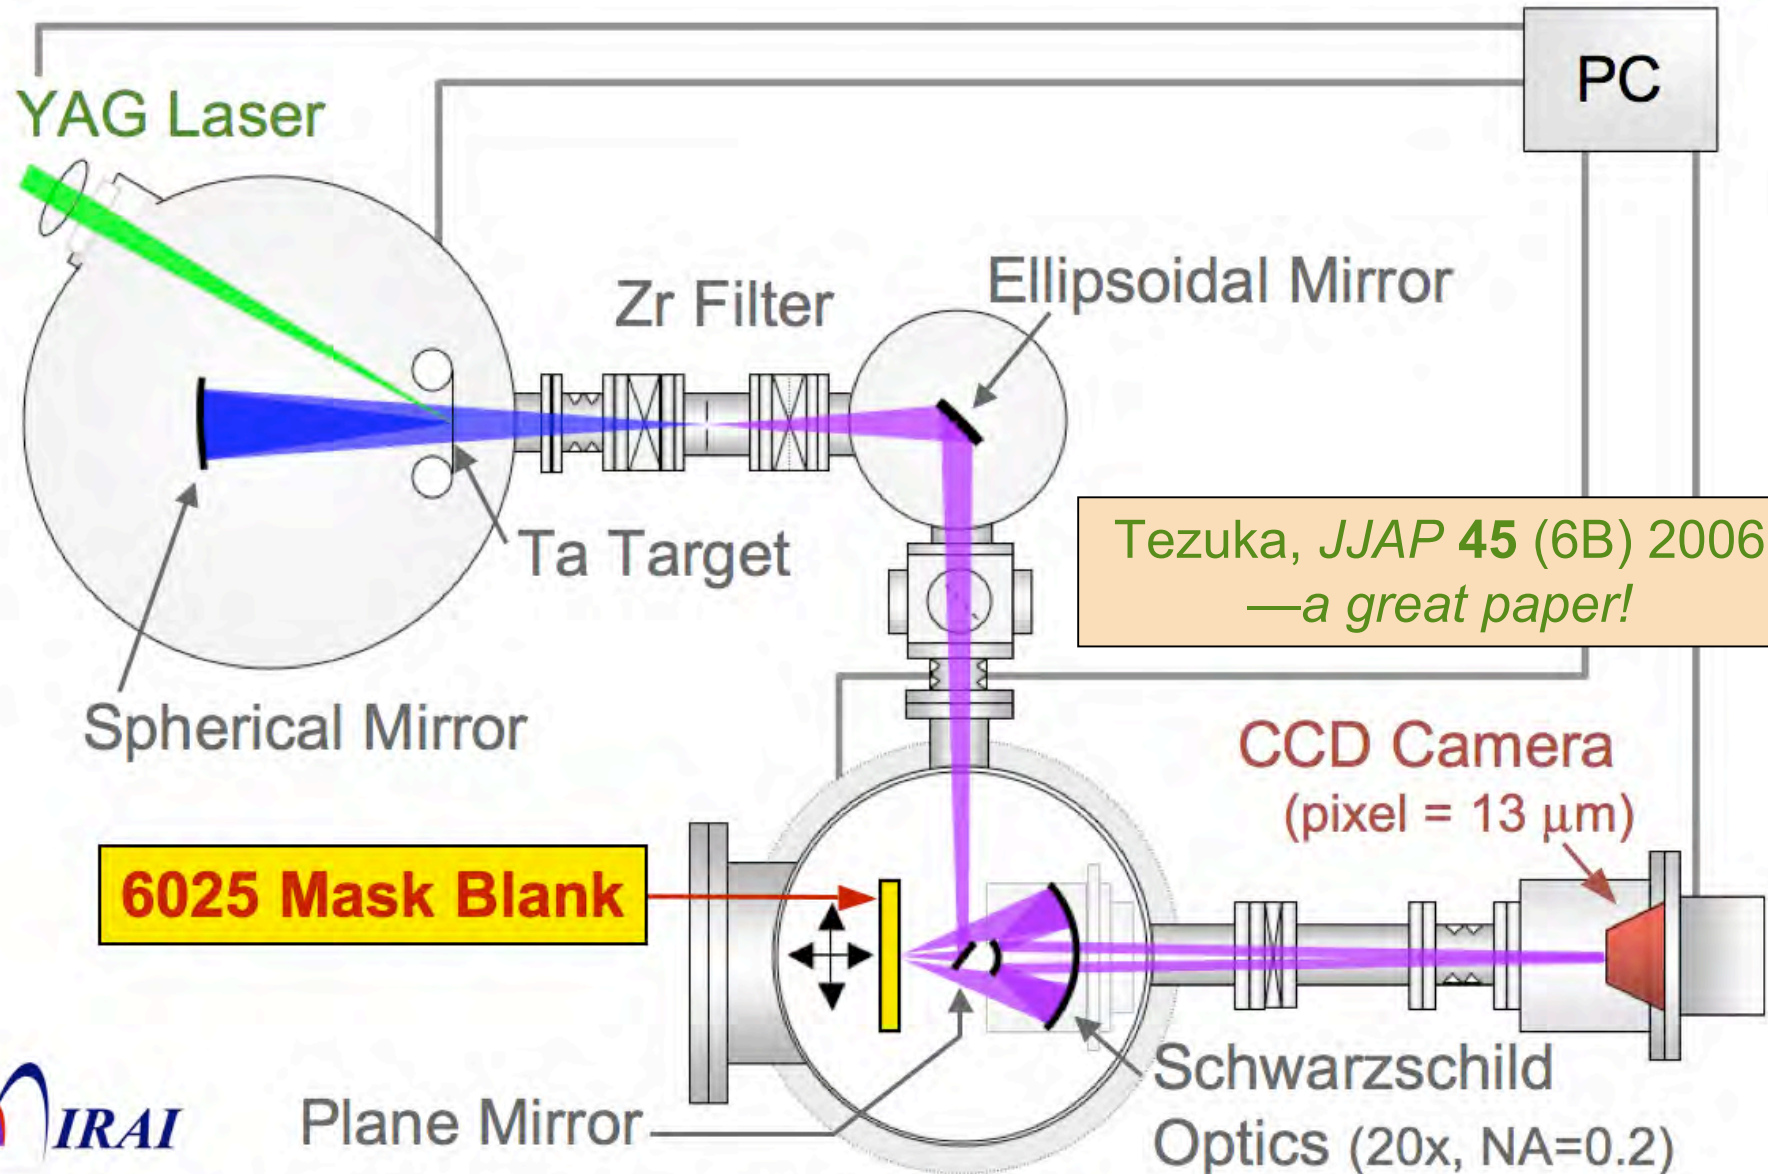 PC
YAG Laser
Zr Filter
Ellipsoidal Mirror
Ta Target
Tezuka, JJAP 45 (6B) 2006
—a great paper!
Spherical Mirror
CCD Camera
(pixel = 13 μm)
6025 Mask Blank
Schwarzschild
Optics (20x, NA=0.2)
Plane Mirror
MIRAI